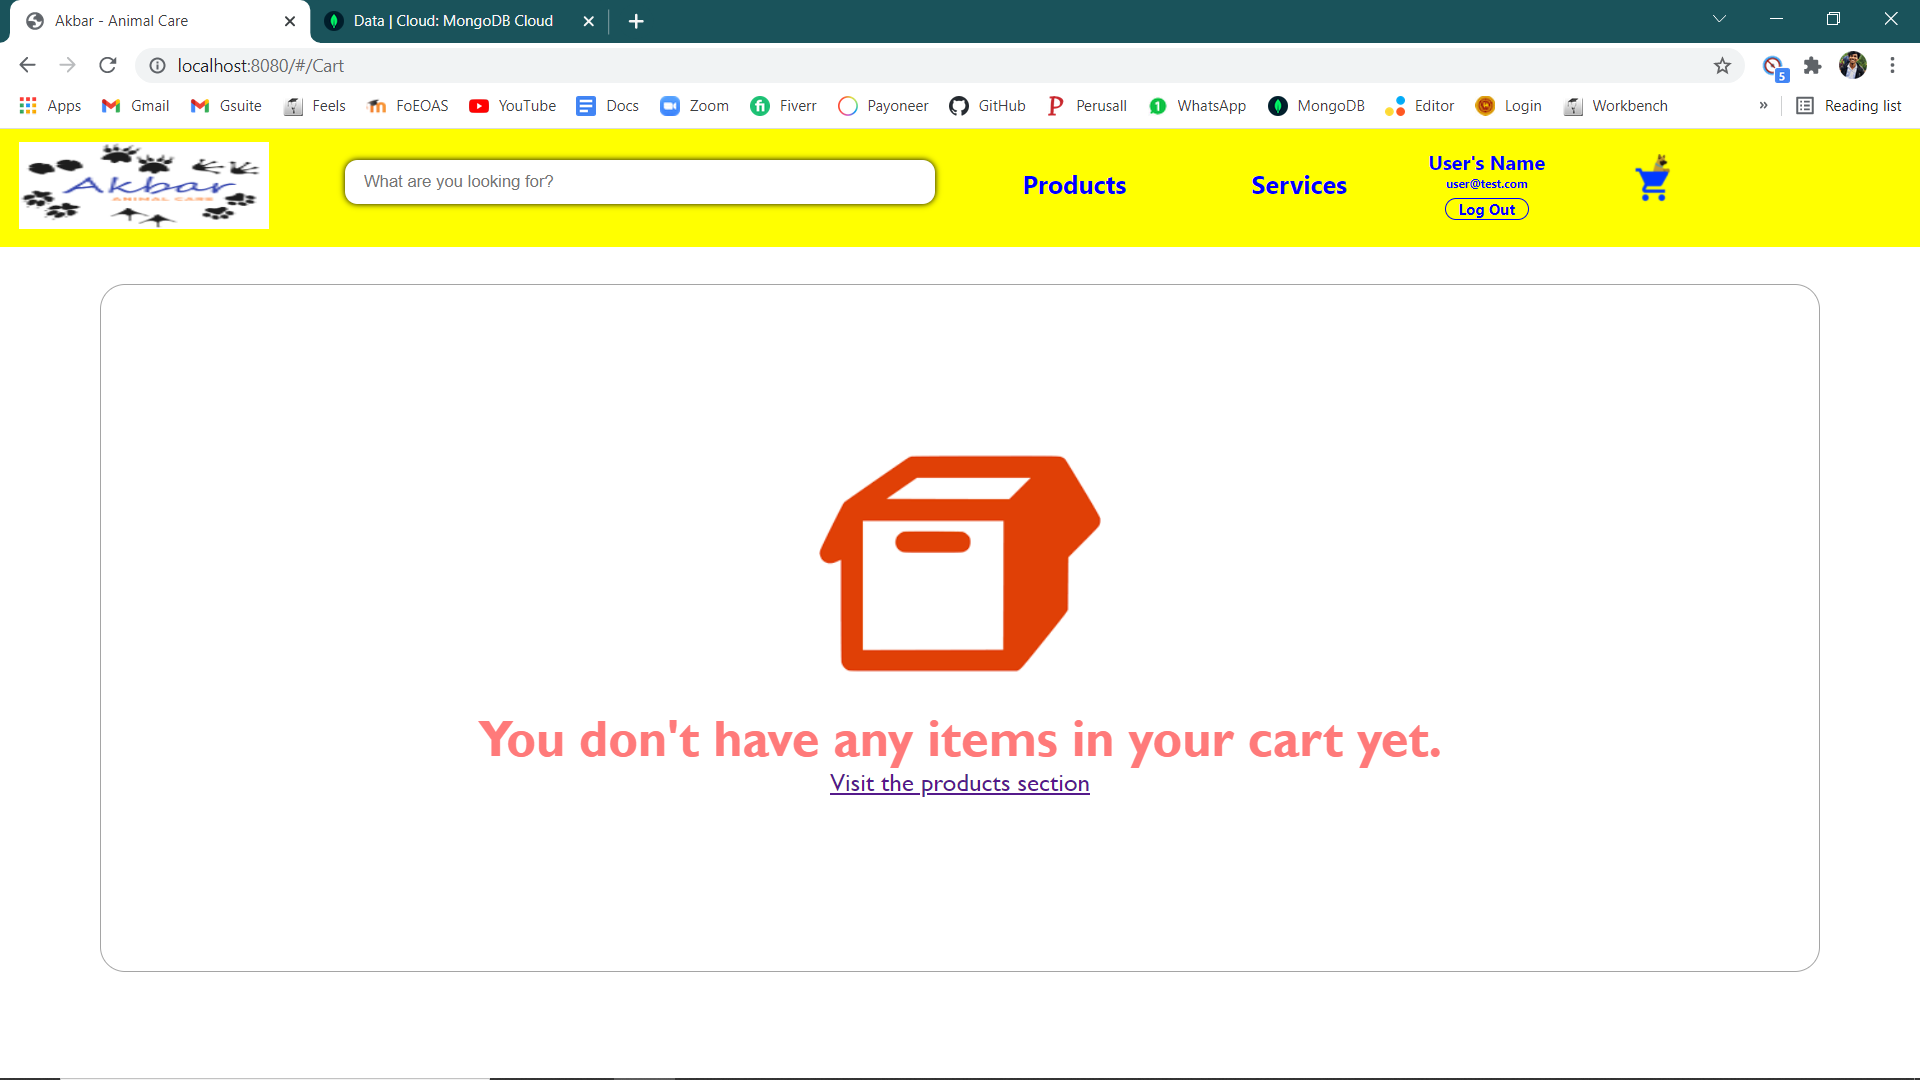 Akbar - Animal Care
Data | Cloud: MongoDB Cloud
localhost:8080/#/Cart
5
Apps
Gmail
Gsuite
Feels
FoEOAS
YouTube
Docs
Zoom
Fiverr
Payoneer
GitHub
Perusall
WhatsApp
MongoDB
Editor
Login
Workbench
»
Reading list
Akbar
ANIMAL CARE
What are you looking for?
Products
Services
User's Name
user@test.com
Log Out
You don't have any items in your cart yet.
Visit the products section